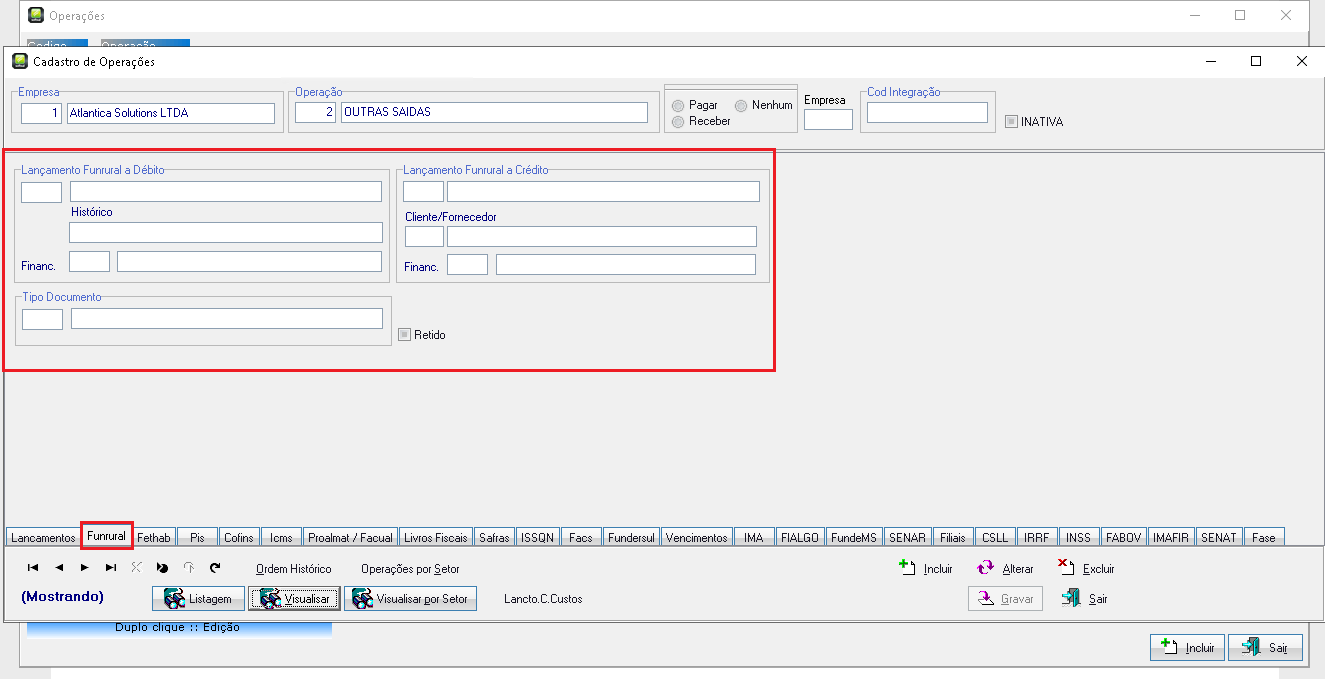 Operações
Codigo Operação
Cadastro de Operações
Empresa
1 Atlantica Solutions LTDA
Operação
2 OUTRAS SAIDAS
Pagar Nenhum
Receber
Empresa
Cod Integração
INATIVA
Lançamento Funrural a Débito
Histórico
Financ.
Lançamento Funrural a Crédito
Cliente/Fornecedor
Financ.
Tipo Documento
Retido
Lancamentos Funrural Fethab Pis Cofins Icms Proalmat / Facual Livros Fiscais Safras ISSQN Facs Fundersul Vencimentos IMA FIALGO FundeMS SENAR Filiais CSLL IRRF INSS FABOV IMAFIR SENAT Fase
Ordem Histórico Operações por Setor Incluir Alterar Excluir
(Mostrando) Listagem Visualisar Visualisar por Setor Lancto.C.Custos Gravar Sair
Duplo clique :: Edição
Incluir Sair